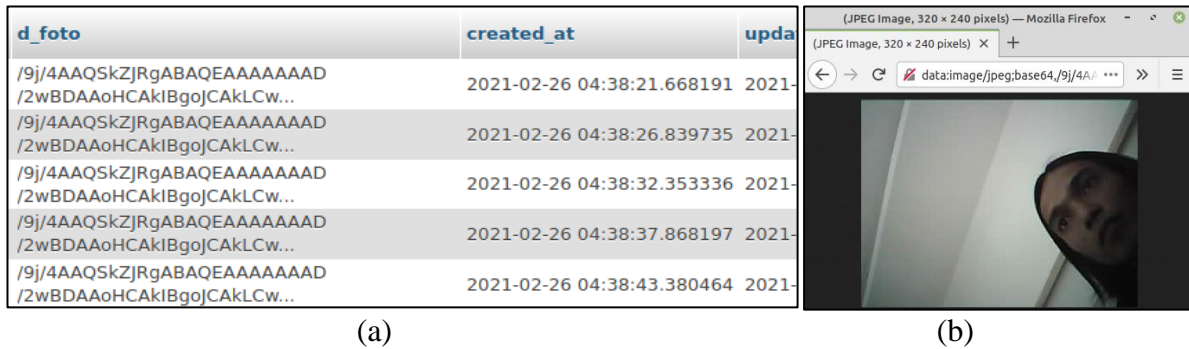 d_foto created_at upda
/9j/4AAQSkZJRgABAQEAAAAAAAD
/2wBDAAoHCAkIBgoJCAkLCw... 2021-02-26 04:38:21.668191 2021-
/9j/4AAQSkZJRgABAQEAAAAAAAD
/2wBDAAoHCAkIBgoJCAkLCw... 2021-02-26 04:38:26.839735 2021-
/9j/4AAQSkZJRgABAQEAAAAAAAD
/2wBDAAoHCAkIBgoJCAkLCw... 2021-02-26 04:38:32.353336 2021-
/9j/4AAQSkZJRgABAQEAAAAAAAD
/2wBDAAoHCAkIBgoJCAkLCw... 2021-02-26 04:38:37.868197 2021-
/9j/4AAQSkZJRgABAQEAAAAAAAD
/2wBDAAoHCAkIBgoJCAkLCw... 2021-02-26 04:38:43.380464 2021-
(a)
(JPEG Image, 320 × 240 pixels) — Mozilla Firefox
(JPEG Image, 320 × 240 pixels)
data:image/jpeg;base64,/9j/4AA
(b)